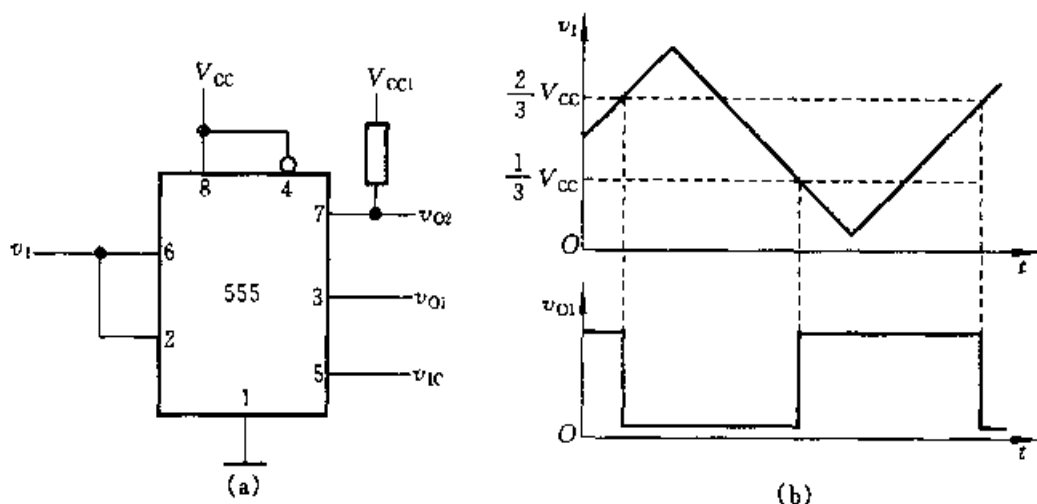 V_CC
V_CC1
8
4
7
v_O2
v_I
6
555
3
v_O1
2
5
v_IC
1
(a)
v_I
2/3 V_CC
1/3 V_CC
O
t
v_O1
O
t
(b)